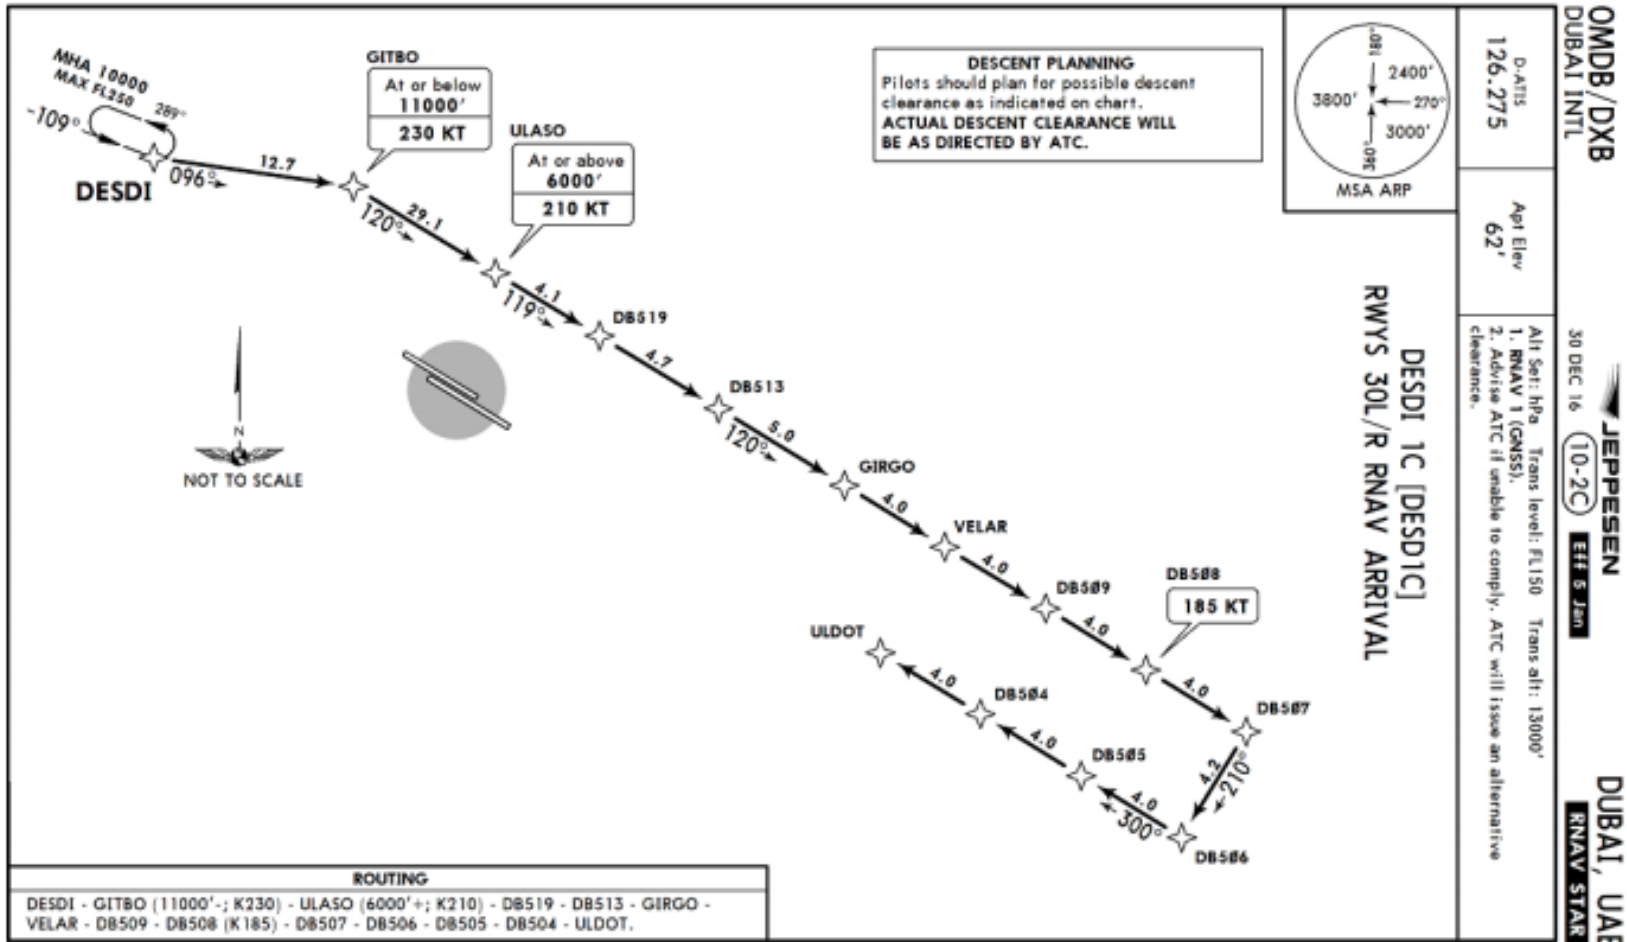 OMDB/DXB
DUBAI INTL
JEPPESEN
30 DEC 16
10-2C
Eff 5 Jan
DUBAI, UAE
RNAV STAR
D-ATIS
126.275
Apt Elev
62'
Alt Set: hPa Trans level: FL150 Trans alt: 13000'
1. RNAV 1 (GNSS).
2. Advise ATC if unable to comply. ATC will issue an alternative
clearance.
DESDI 1C [DESD1C]
RWYS 30L/R RNAV ARRIVAL
180°
2400'
3800'
270°
3000'
360°
MSA ARP
DESCENT PLANNING
Pilots should plan for possible descent
clearance as indicated on chart.
ACTUAL DESCENT CLEARANCE WILL
BE AS DIRECTED BY ATC.
MHA 10000
MAX FL250
289°
109°
DESDI
096°
12.7
GITBO
At or below
11000'
230 KT
120°
29.1
ULASO
At or above
6000'
210 KT
119°
4.1
DB519
4.7
DB513
120°
5.0
GIRGO
4.0
VELAR
4.0
DB5Ø9
4.0
DB5Ø8
185 KT
4.0
DB5Ø7
4.2
210°
DB5Ø6
300°
4.0
DB5Ø5
4.0
DB5Ø4
4.0
ULDOT
N
NOT TO SCALE
ROUTING
DESDI - GITBO (11000'-; K230) - ULASO (6000'+; K210) - DB519 - DB513 - GIRGO -
VELAR - DB509 - DB508 (K185) - DB507 - DB506 - DB505 - DB504 - ULDOT.